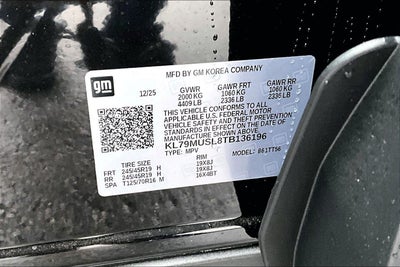 gm
MFD BY GM KOREA COMPANY
12/25 GVWR GAWR FRT GAWR RR
2000 KG 1060 KG 1060 KG
4409 LB 2336 LB 2336 LB
THIS VEHICLE CONFORMS TO ALL
APPLICABLE U.S. FEDERAL MOTOR
VEHICLE SAFETY AND THEFT PREVENTION
STANDARDS IN EFFECT ON THE DATE OF
MANUFACTURE SHOWN ABOVE.
KL79MUSL8TB136196
TYPE: MPV MODEL:
TIRE SIZE RIM
FRT 245/45R19 H 19X8J
RR 245/45R19 H 19X8J
SPA T125/70R16 M 16X4BT